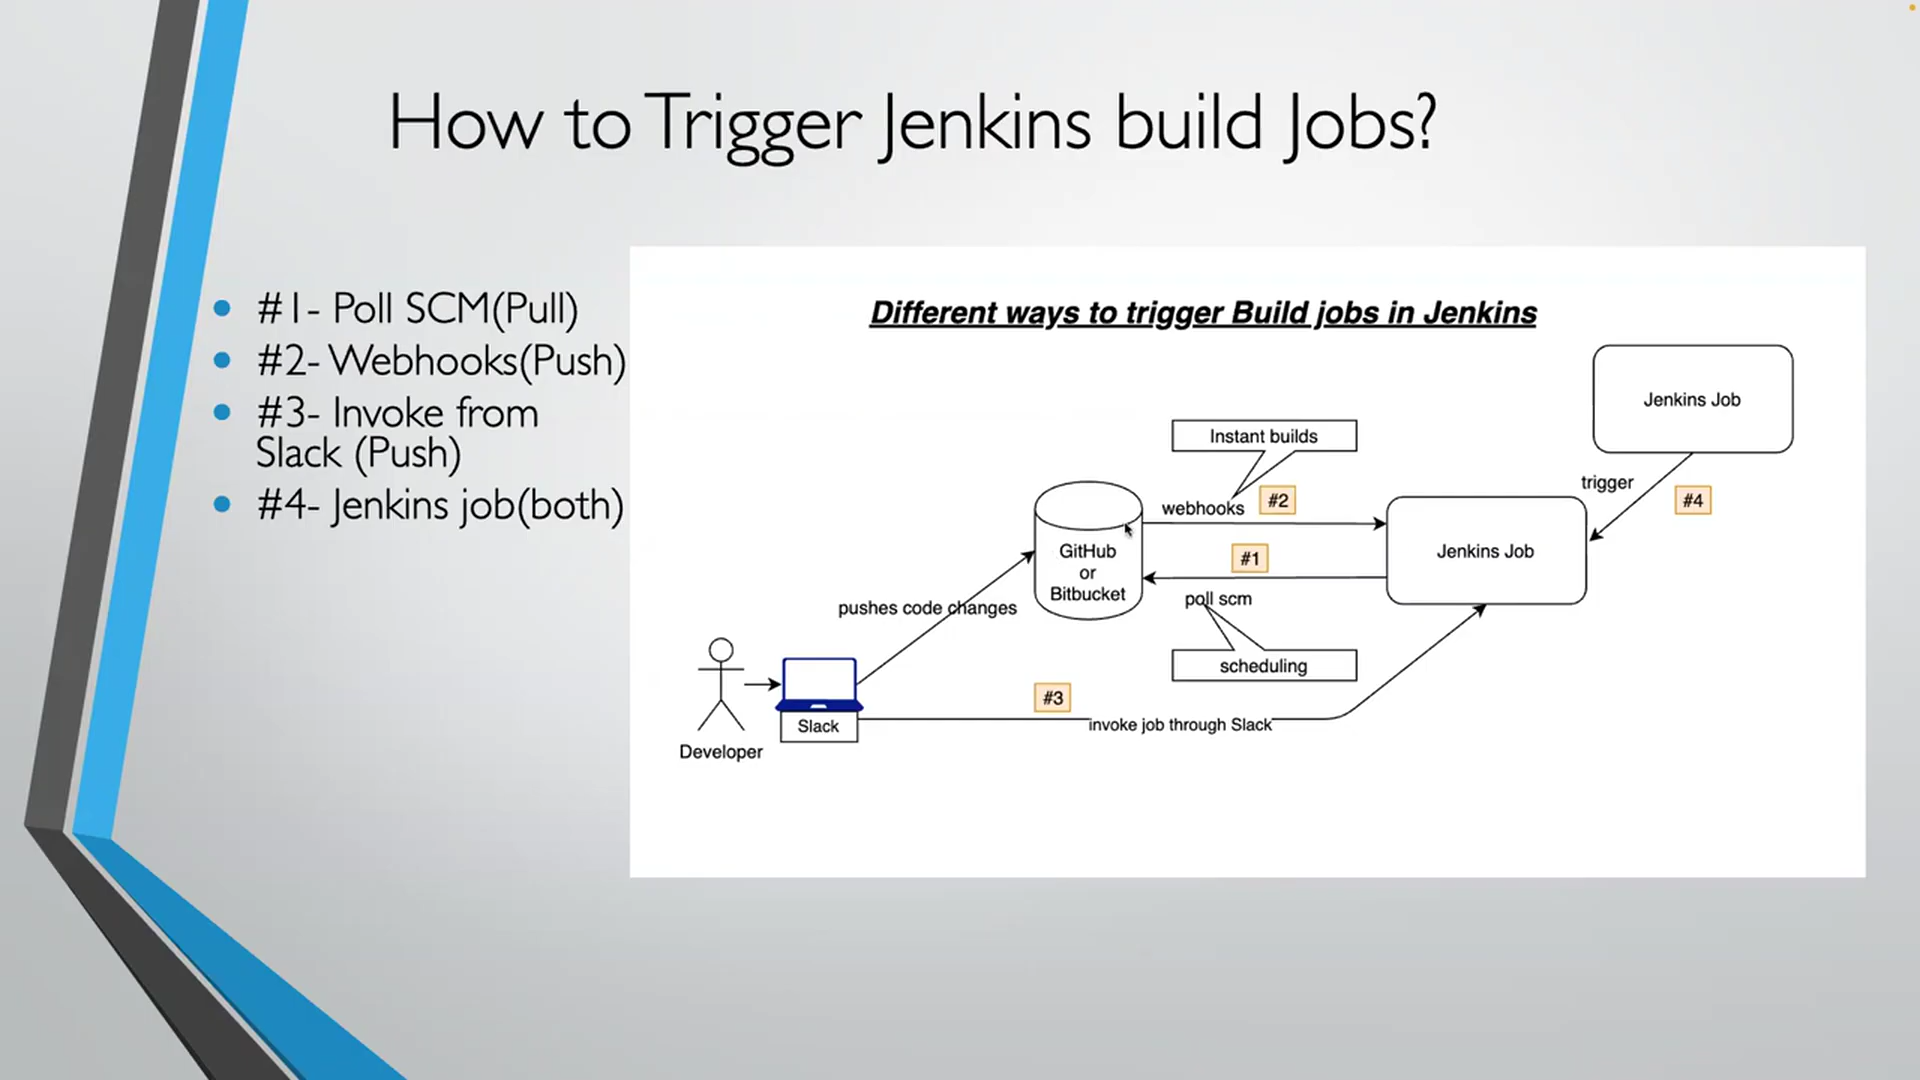 How to Trigger Jenkins build Jobs?
#1- Poll SCM(Pull)
#2- Webhooks(Push)
#3- Invoke from
Slack (Push)
#4- Jenkins job(both)
Different ways to trigger Build jobs in Jenkins
Jenkins Job
Instant builds
trigger
#4
webhooks
#2
GitHub
or
Bitbucket
Jenkins Job
#1
poll scm
pushes code changes
scheduling
#3
invoke job through Slack
Slack
Developer